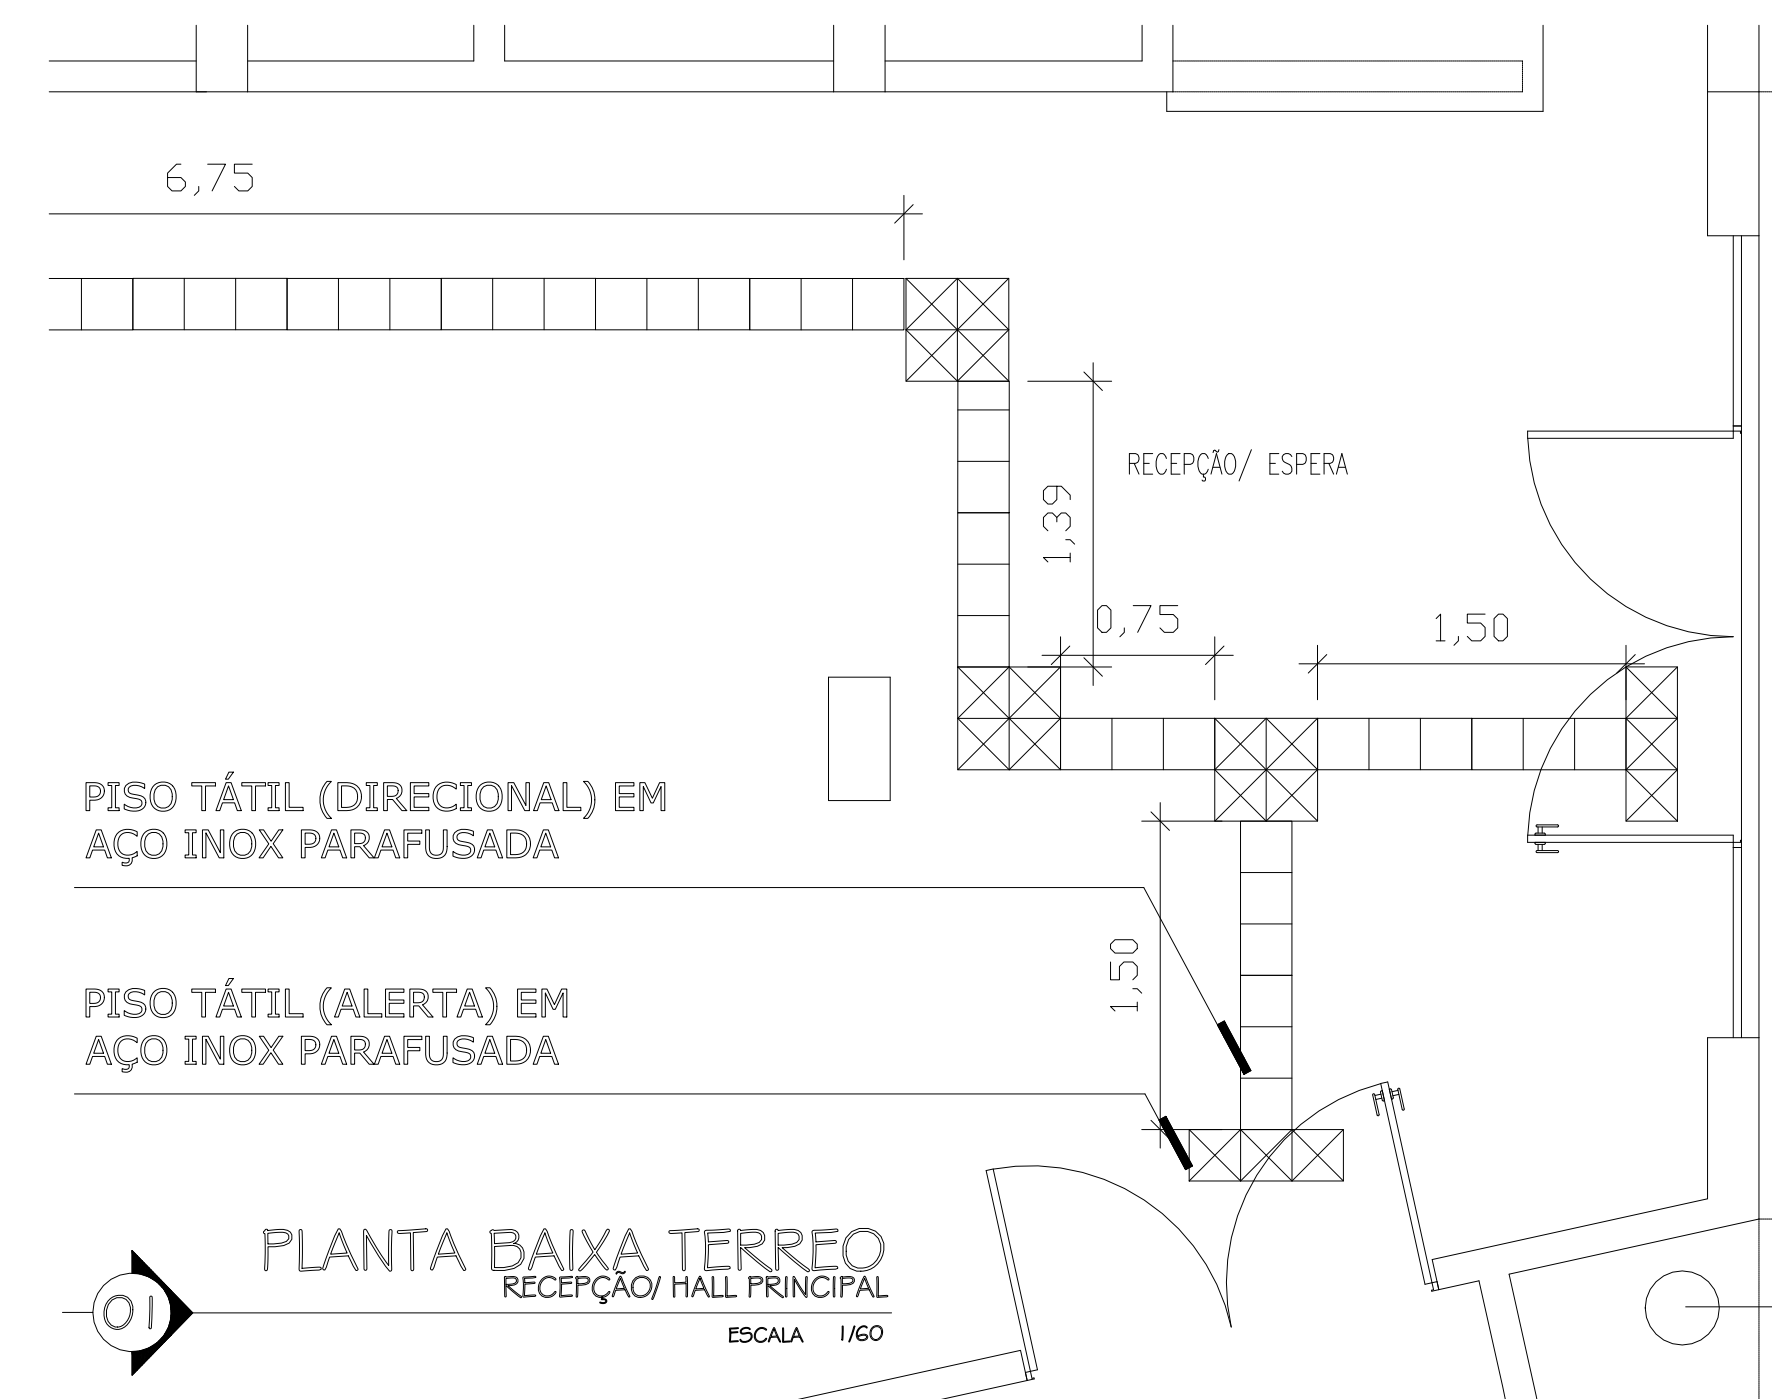 6,75
RECEPÇÃO/ ESPERA
1,39
0,75
1,50
PISO TÁTIL (DIRECIONAL) EM
AÇO INOX PARAFUSADA
1,50
PISO TÁTIL (ALERTA) EM
AÇO INOX PARAFUSADA
PLANTA BAIXA TERREO
RECEPÇÃO/ HALL PRINCIPAL
01
ESCALA 1/60